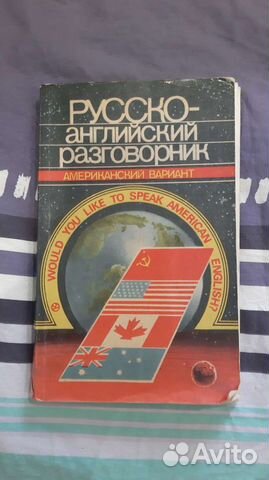 РУССКО-
АНГЛИЙСКИЙ
РАЗГОВОРНИК
АМЕРИКАНСКИЙ ВАРИАНТ
WOULD YOU LIKE TO SPEAK AMERICAN ENGLISH?
Avito